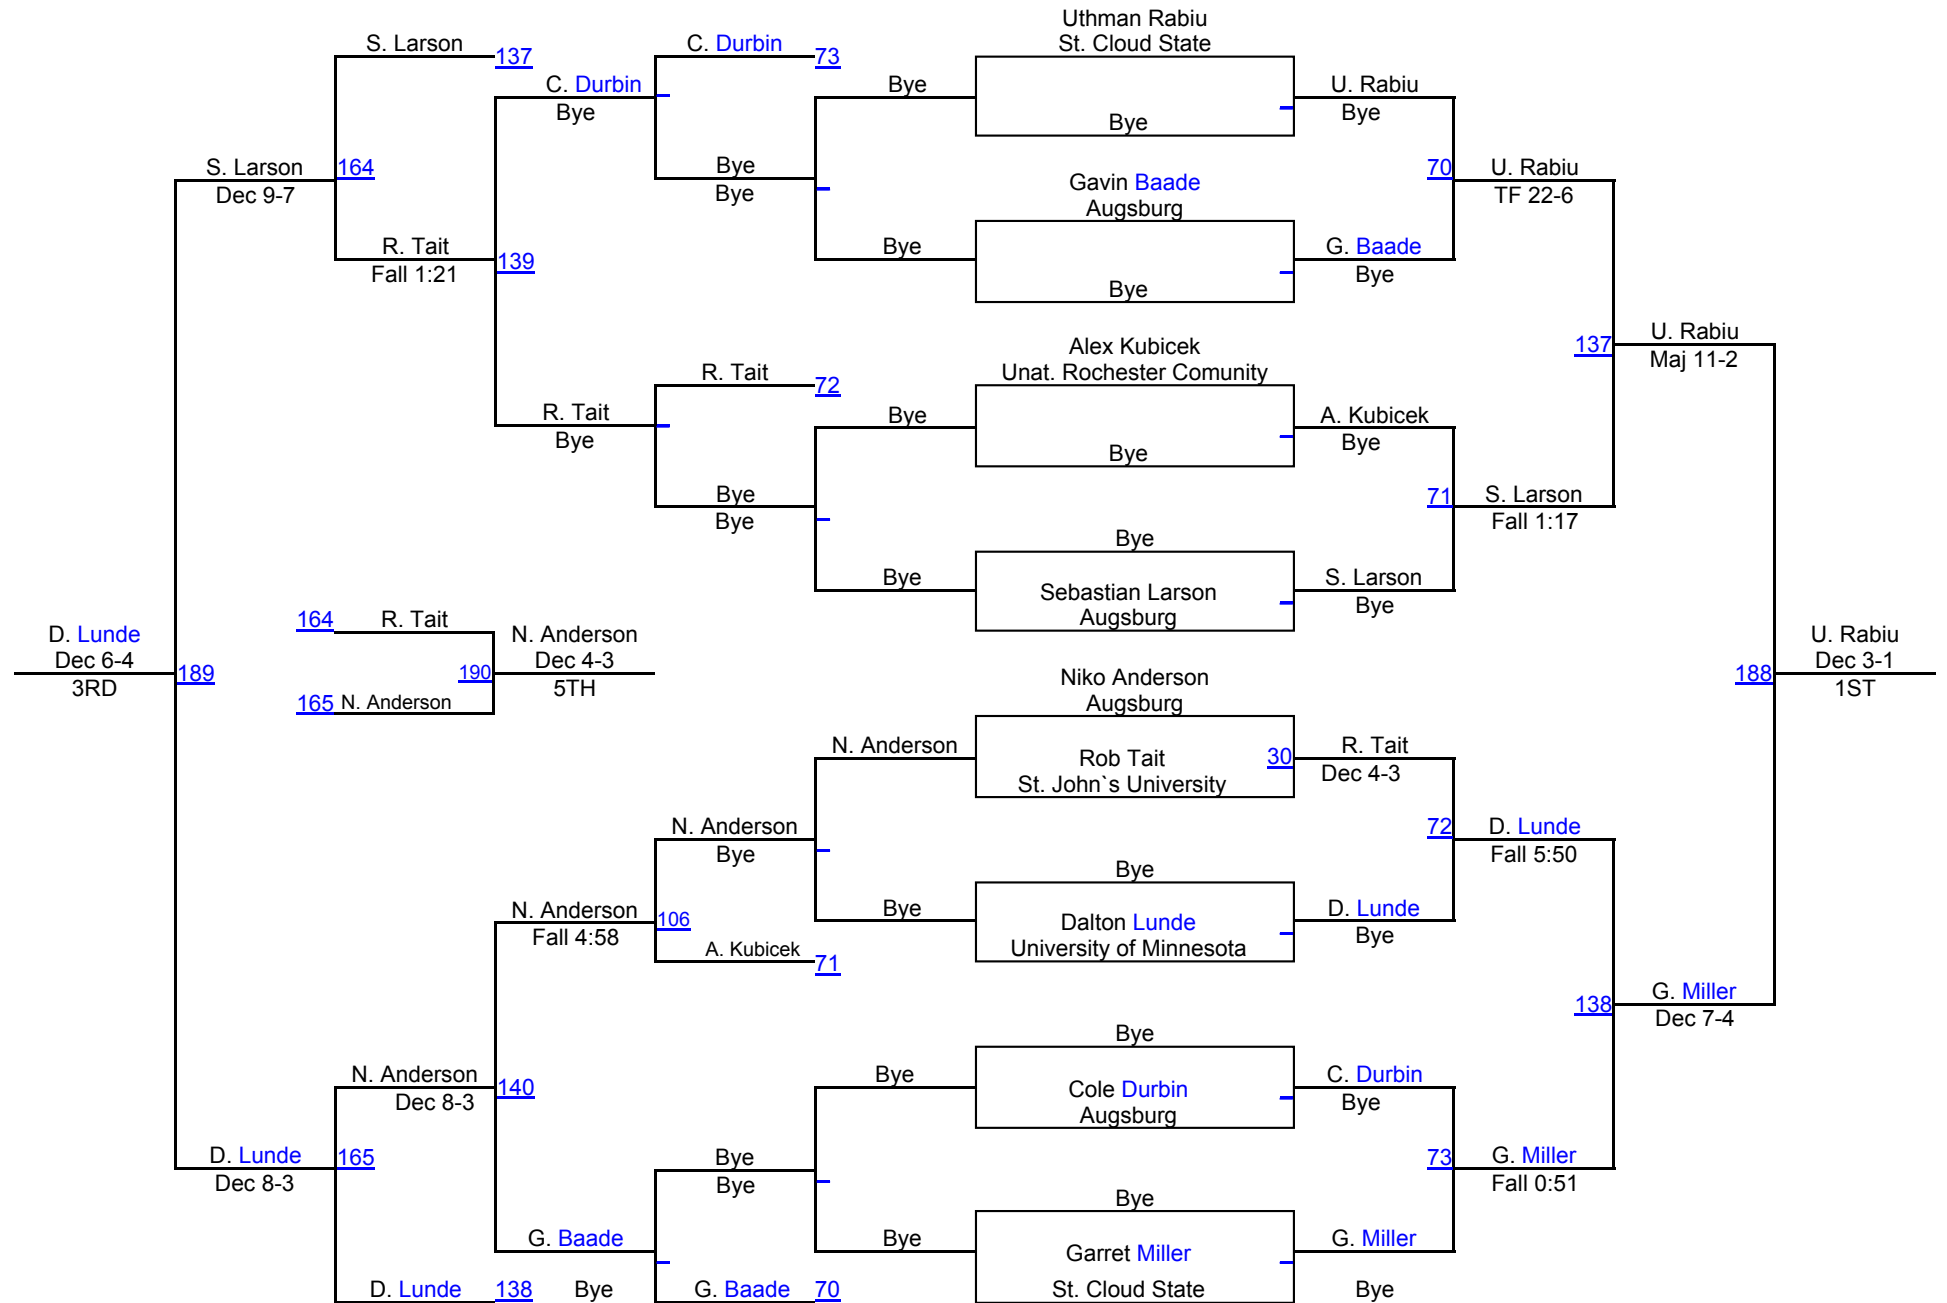 Uthman Rabiu
S. Larson
137
C. Durbin
73
St. Cloud State
C. Durbin
Bye
Bye
Bye
U. Rabiu
Bye
S. Larson
Dec 9-7
164
Bye
Bye
Gavin Baade
Augsburg
70
U. Rabiu
TF 22-6
R. Tait
Fall 1:21
139
Bye
Bye
G. Baade
Bye
Alex Kubicek
Unat. Rochester Comunity
137
U. Rabiu
Maj 11-2
R. Tait
72
R. Tait
Bye
Bye
Bye
A. Kubicek
Bye
Bye
Bye
71
S. Larson
Fall 1:17
Bye
Bye
Sebastian Larson
Augsburg
S. Larson
Bye
D. Lunde
Dec 6-4
3RD
189
164
R. Tait
190
165
N. Anderson
N. Anderson
Dec 4-3
5TH
Niko Anderson
Augsburg
188
U. Rabiu
Dec 3-1
1ST
N. Anderson
Rob Tait
St. John`s University
30
R. Tait
Dec 4-3
N. Anderson
Bye
72
D. Lunde
Fall 5:50
Bye
N. Anderson
Fall 4:58
106
Bye
Dalton Lunde
University of Minnesota
D. Lunde
Bye
A. Kubicek
71
138
G. Miller
Dec 7-4
Bye
N. Anderson
Dec 8-3
140
Bye
Cole Durbin
Augsburg
C. Durbin
Bye
D. Lunde
Dec 8-3
165
Bye
Bye
73
G. Miller
Fall 0:51
Bye
G. Baade
Bye
Garret Miller
St. Cloud State
G. Miller
D. Lunde
138
Bye
G. Baade
70
Bye